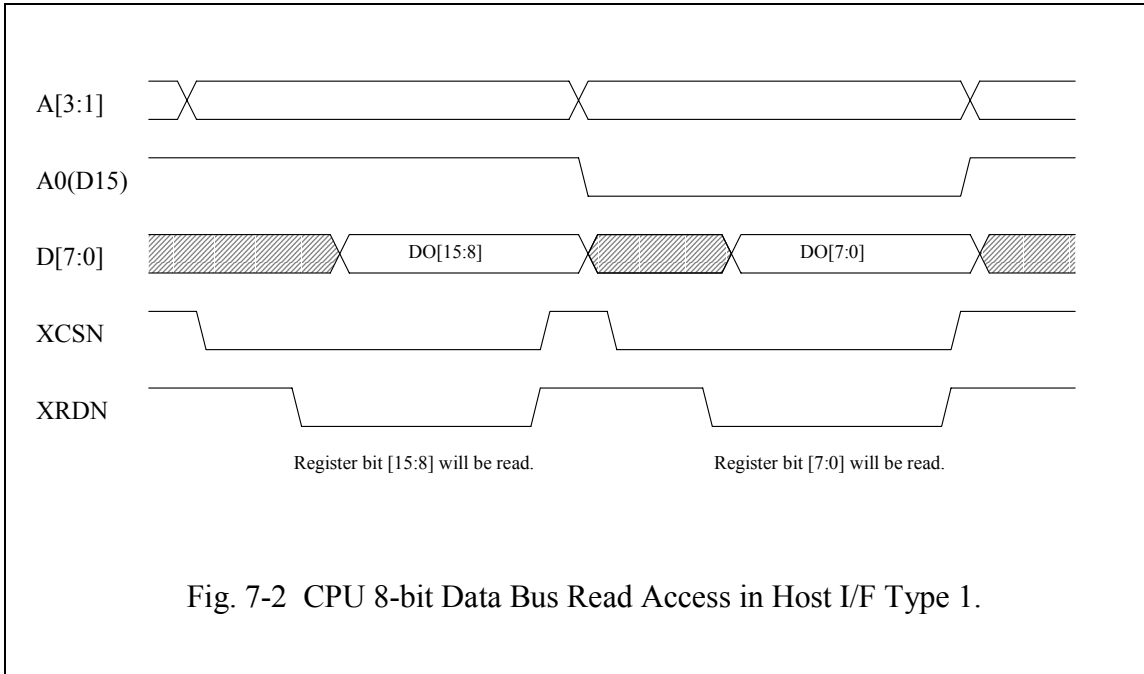 A[3:1]
A0(D15)
D[7:0] DO[15:8] DO[7:0]
XCSN
XRDN
Register bit [15:8] will be read. Register bit [7:0] will be read.
Fig. 7-2 CPU 8-bit Data Bus Read Access in Host I/F Type 1.